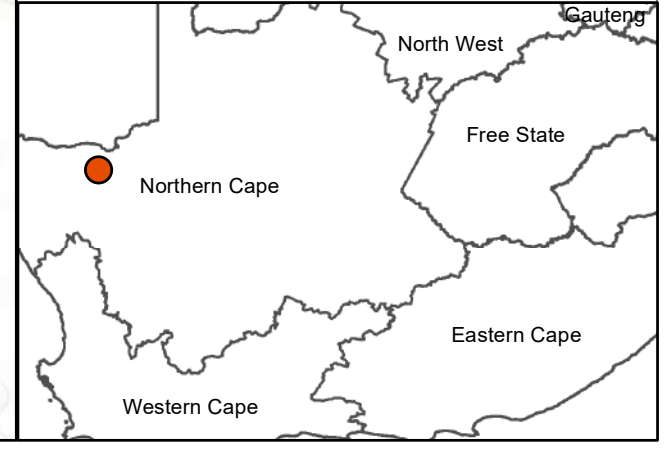 Gauteng
North West
Free State
Northern Cape
Eastern Cape
Western Cape